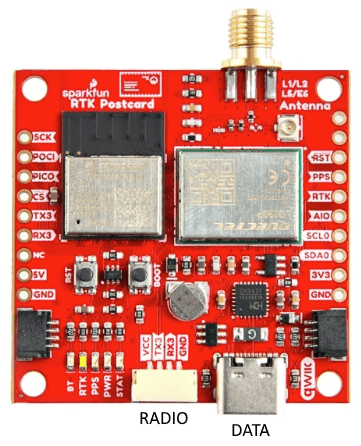 sparkfun
RTK Postcard
L1/L2
L5/E6
Antenna
SCK
POCI
PICO
CS
TX3
RX3
NC
5V
GND
RST
PPS
RTK
AIO
SCL0
SDA0
3V3
GND
QUECTEL
RST
BOOT
BT
RTK
PPS
PWR
STAT
VCC
TX3
RX3
GND
qwiic
RADIO
DATA